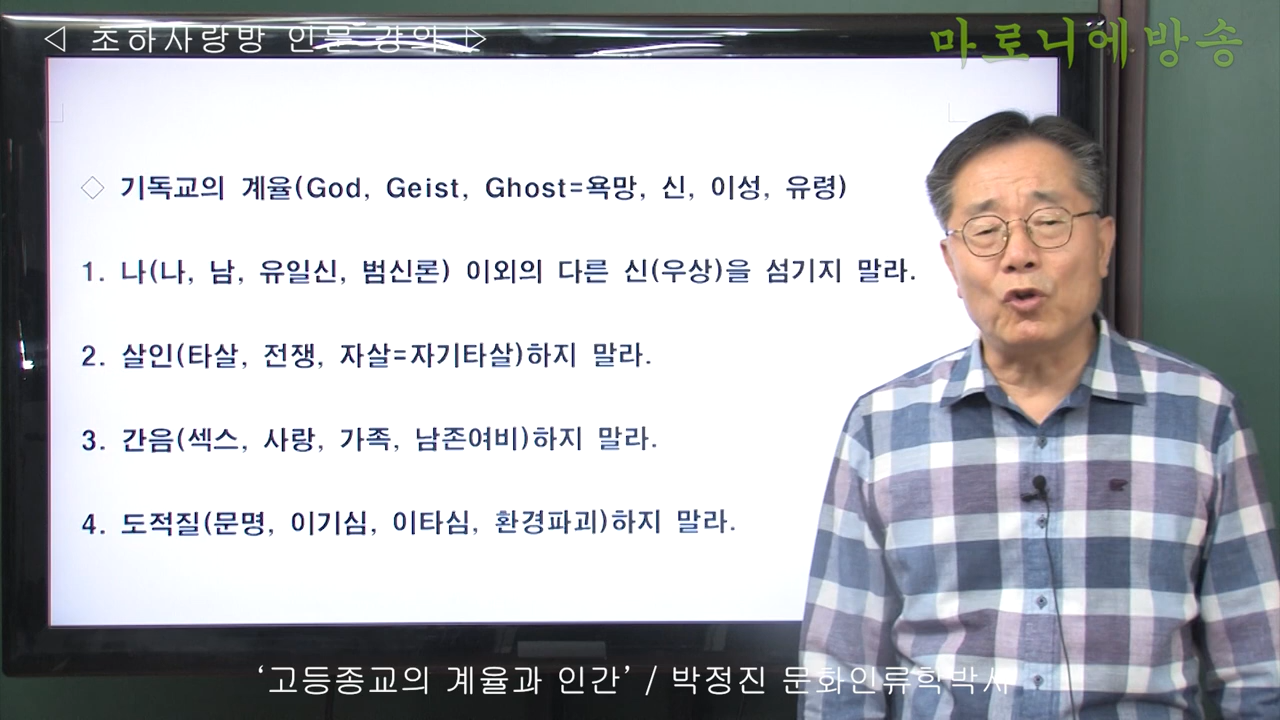 ◁ 초하사랑방 인문 강의 ▷
마로니에방송
◇ 기독교의 계율(God, Geist, Ghost=욕망, 신, 이성, 유령)
1. 나(나, 남, 유일신, 범신론) 이외의 다른 신(우상)을 섬기지 말라.
2. 살인(타살, 전쟁, 자살=자기타살)하지 말라.
3. 간음(섹스, 사랑, 가족, 남존여비)하지 말라.
4. 도적질(문명, 이기심, 이타심, 환경파괴)하지 말라.
‘고등종교의 계율과 인간’ / 박정진 문화인류학박사